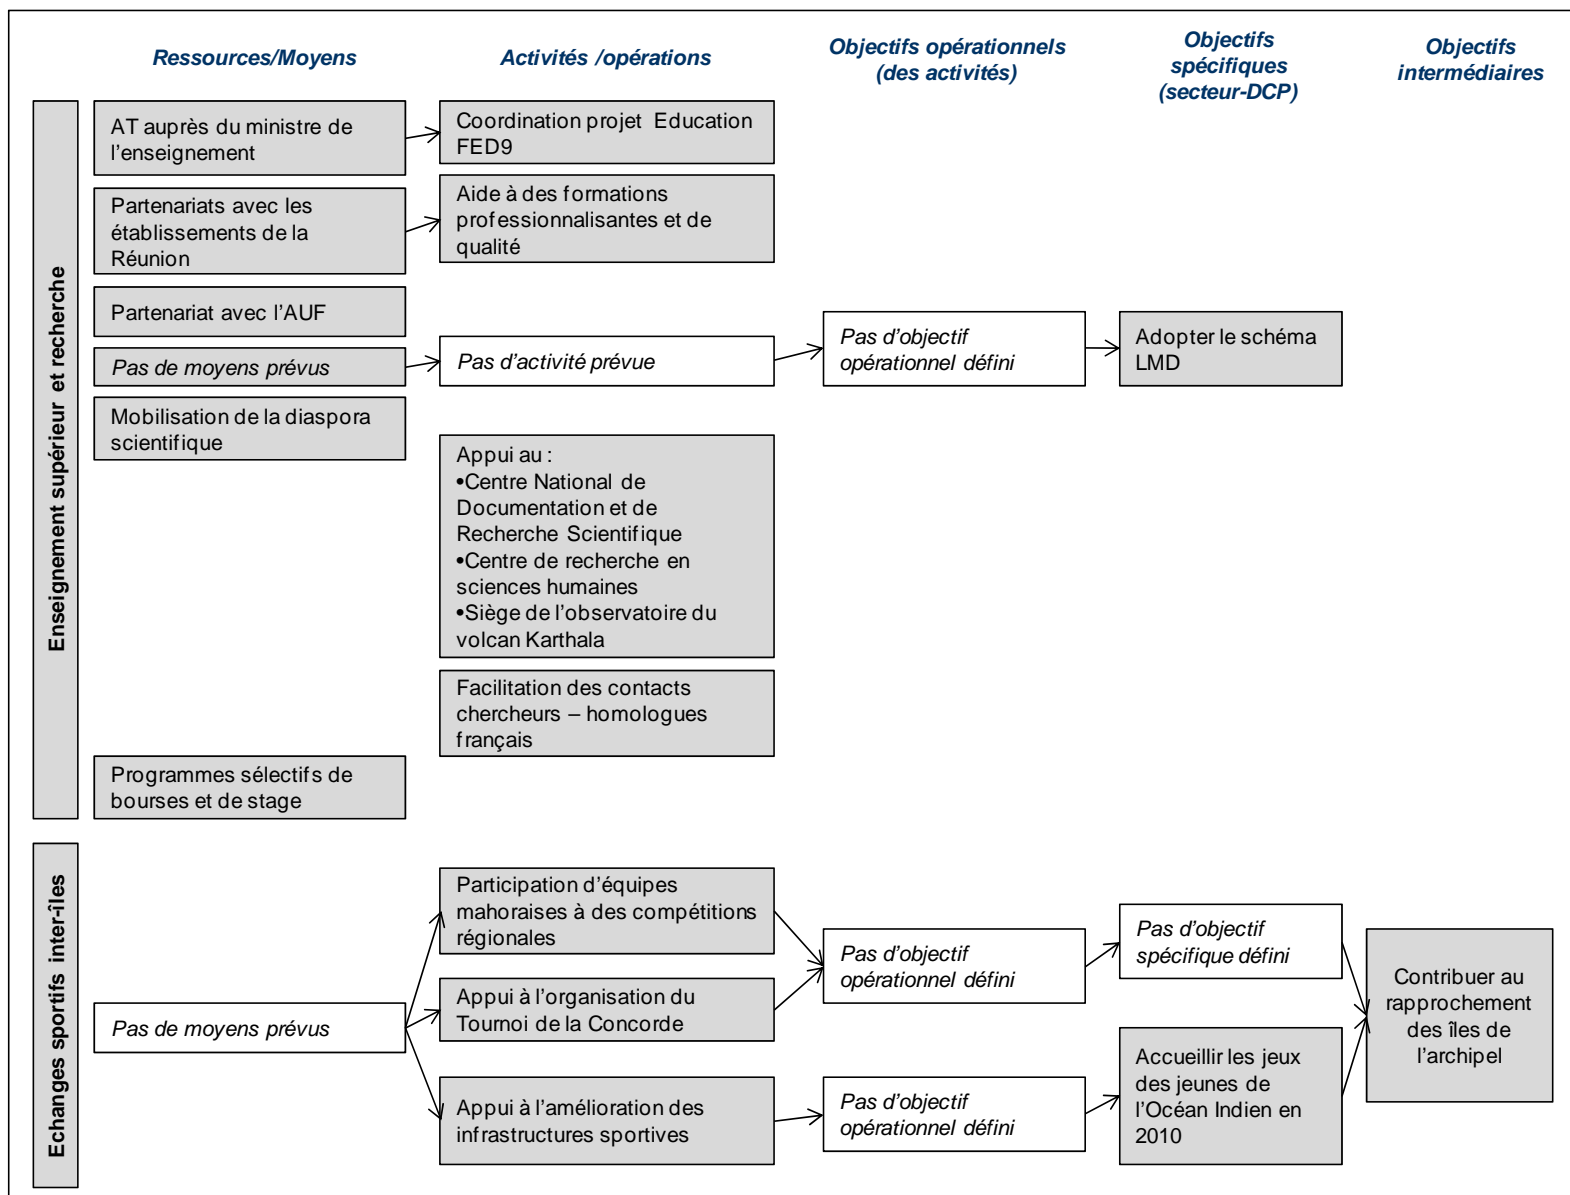 Ressources/Moyens
Activités /opérations
Objectifs opérationnels
(des activités)
Objectifs
spécifiques
(secteur-DCP)
Objectifs
intermédiaires
Enseignement supérieur et recherche
AT auprès du ministre de
l'enseignement
Coordination projet Education
FED9
Partenariats avec les
établissements de la
Réunion
Aide à des formations
professionnalisantes et de
qualité
Partenariat avec l'AUF
Pas de moyens prévus
Pas d'activité prévue
Pas d'objectif
opérationnel défini
Adopter le schéma
LMD
Mobilisation de la diaspora
scientifique
Appui au :
•Centre National de
Documentation et de
Recherche Scientifique
•Centre de recherche en
sciences humaines
•Siège de l'observatoire du
volcan Karthala
Facilitation des contacts
chercheurs – homologues
français
Programmes sélectifs de
bourses et de stage
Echanges sportifs inter-îles
Pas de moyens prévus
Participation d'équipes
mahoraises à des compétitions
régionales
Appui à l'organisation du
Tournoi de la Concorde
Appui à l'amélioration des
infrastructures sportives
Pas d'objectif
opérationnel défini
Pas d'objectif
opérationnel défini
Pas d'objectif
spécifique défini
Accueillir les jeux
des jeunes de
l'Océan Indien en
2010
Contribuer au
rapprochement
des îles de
l'archipel